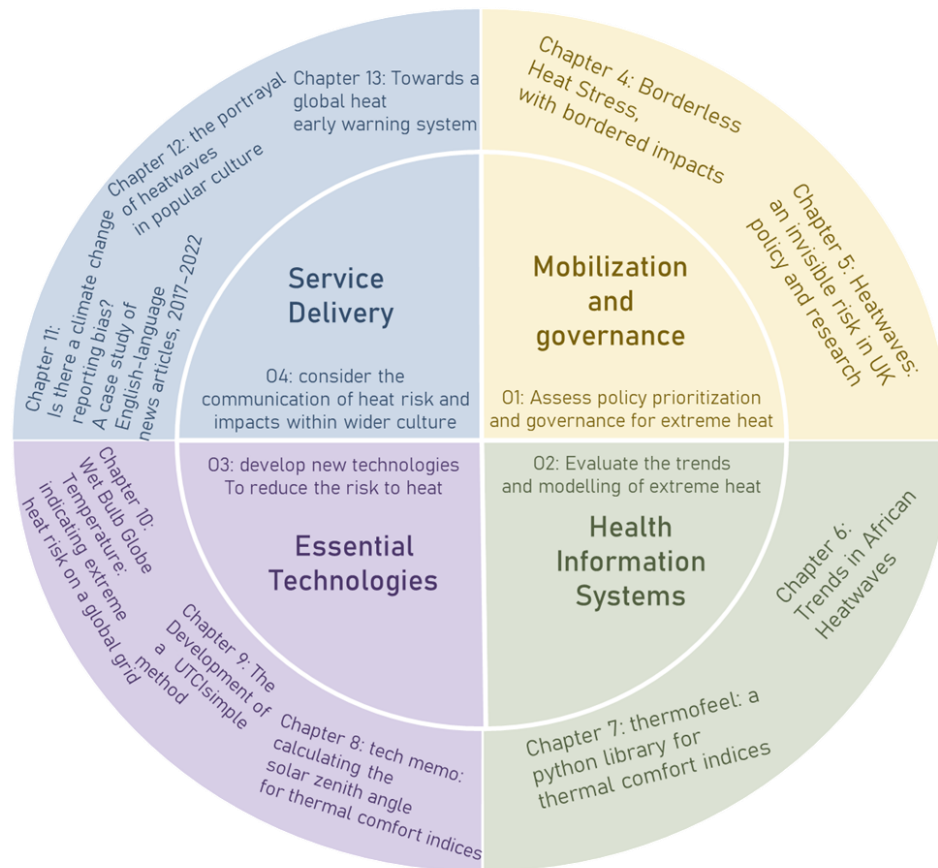 Chapter 13: Towards a
global heat
early warning system
Chapter 12: the portrayal
of heatwaves
in popular culture
Chapter 11:
Is there a climate change
reporting bias?
A case study of
English-language
news articles, 2017-2022
Service
Delivery
O4: consider the
communication of heat risk and
impacts within wider culture
Chapter 4: Borderless
Heat Stress,
with bordered impacts
Chapter 5: Heatwaves:
an invisible risk in UK
policy and research
Mobilization
and
governance
O1: Assess policy prioritization
and governance for extreme heat
O3: develop new technologies
To reduce the risk to heat
Essential
Technologies
Chapter 10:
Wet Bulb Globe
Temperature:
indicating extreme
heat risk on a global grid
Chapter 9: The
Development of
a UTCIsimple
method
Chapter 8: tech memo:
calculating the
solar zenith angle
for thermal comfort indices
O2: Evaluate the trends
and modelling of extreme heat
Health
Information
Systems
Chapter 6:
Trends in African
Heatwaves
Chapter 7: thermofeel: a
python library for
thermal comfort indices